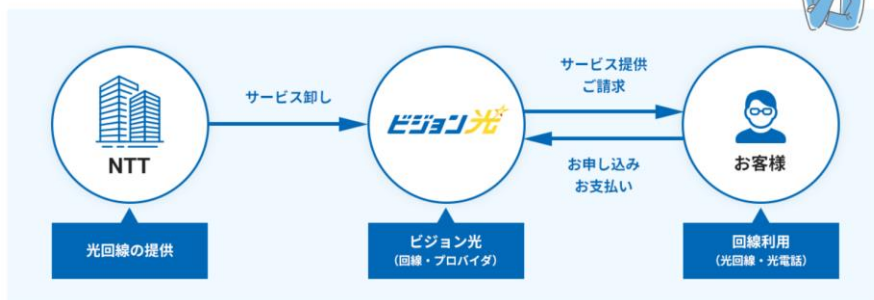 サービス卸し
サービス提供
ご請求
ビジョン光
NTT
お申し込み
お支払い
お客様
光回線の提供
ビジョン光
(回線・プロバイダ)
回線利用
(光回線・光電話)